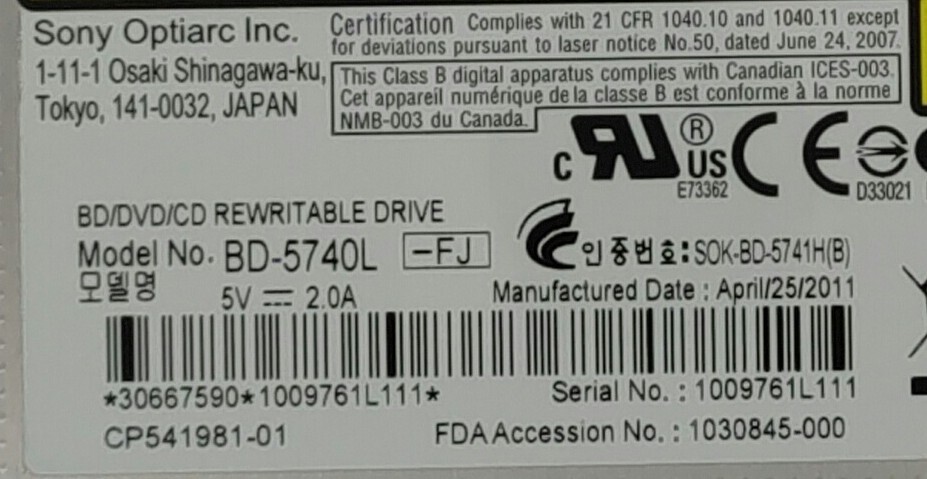 Sony Optiarc Inc.
1-11-1 Osaki Shinagawa-ku,
Tokyo, 141-0032, JAPAN
Certification Complies with 21 CFR 1040.10 and 1040.11 except
for deviations pursuant to laser notice No.50, dated June 24, 2007.
This Class B digital apparatus complies with Canadian ICES-003.
Cet appareil numérique de la classe B est conforme à la norme
NMB-003 du Canada.
C RU ® US CE
E73362 D33021
BD/DVD/CD REWRITABLE DRIVE
Model No. BD-5740L -FJ
모델명
인증번호: SOK-BD-5741H(B)
5V 2.0A
Manufactured Date : April/25/2011
*30667590*1009761L111*
Serial No. : 1009761L111
CP541981-01
FDA Accession No. : 1030845-000